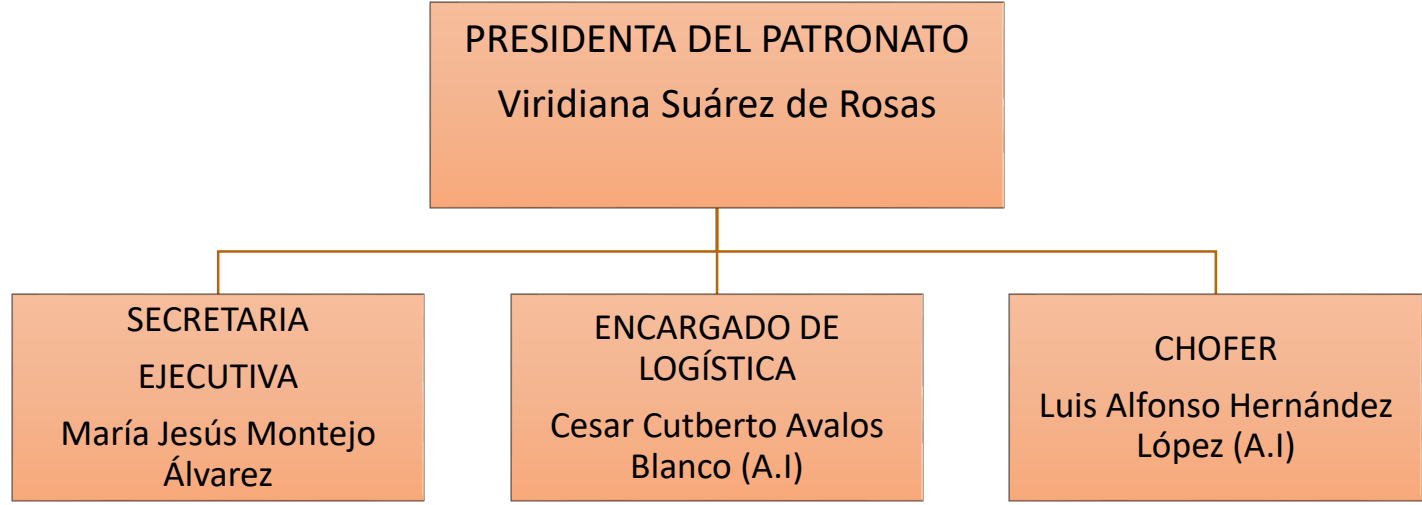 PRESIDENTA DEL PATRONATO
Viridiana Suárez de Rosas
SECRETARIA
EJECUTIVA
María Jesús Montejo
Álvarez
ENCARGADO DE
LOGÍSTICA
Cesar Cutberto Avalos
Blanco (A.I)
CHOFER
Luis Alfonso Hernández
López (A.I)